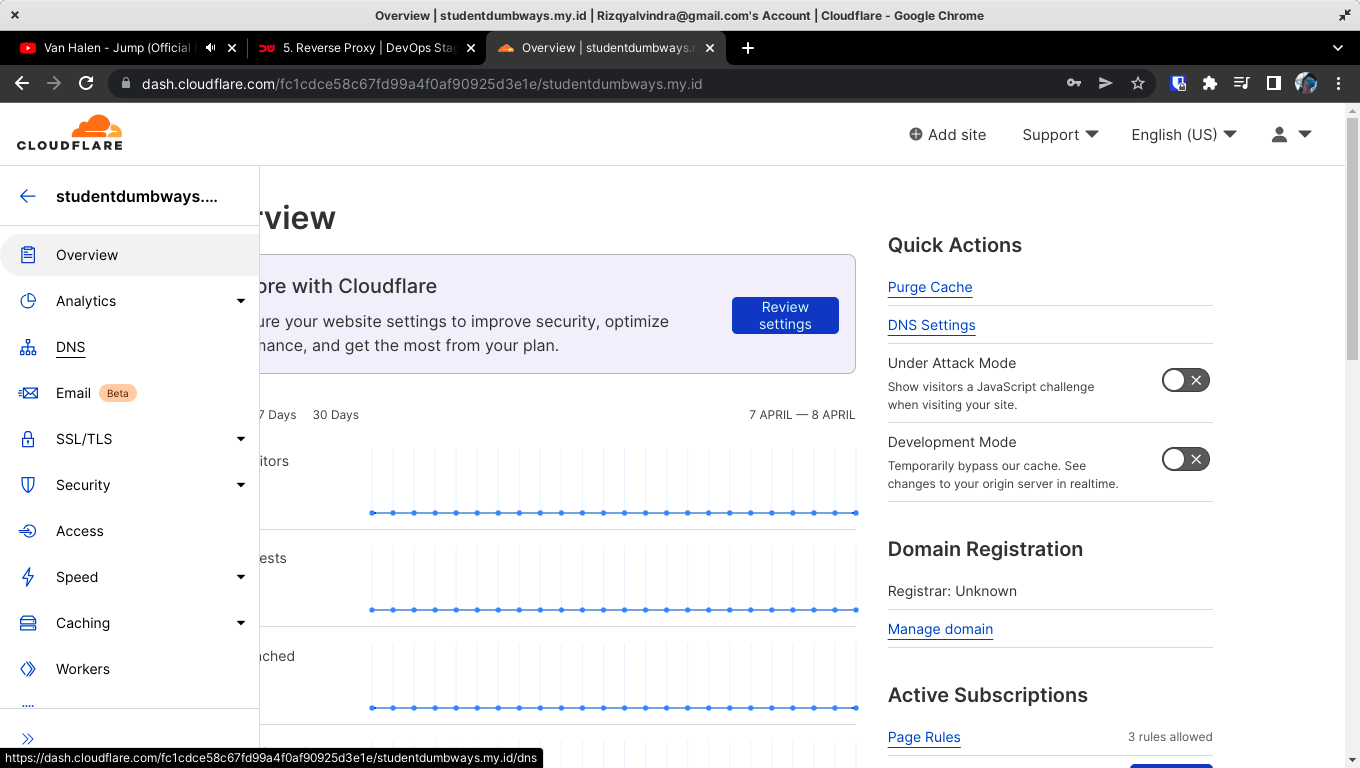 Overview | studentdumbways.my.id | Rizqyalvindra@gmail.com's Account | Cloudflare - Google Chrome
Van Halen - Jump (Official
5. Reverse Proxy | DevOps Stag
Overview | studentdumbways.m
dash.cloudflare.com/fc1cdce58c67fd99a4f0af90925d3e1e/studentdumbways.my.id
CLOUDFLARE
Add site
Support
English (US)
studentdumbways....
Overview
Analytics
DNS
Email Beta
SSL/TLS
Security
Access
Speed
Caching
Workers
rview
ore with Cloudflare
ure your website settings to improve security, optimize
mance, and get the most from your plan.
Review
settings
7 Days 30 Days
7 APRIL — 8 APRIL
itors
ests
ched
Quick Actions
Purge Cache
DNS Settings
Under Attack Mode
Show visitors a JavaScript challenge
when visiting your site.
Development Mode
Temporarily bypass our cache. See
changes to your origin server in realtime.
Domain Registration
Registrar: Unknown
Manage domain
Active Subscriptions
Page Rules
3 rules allowed
https://dash.cloudflare.com/fc1cdce58c67fd99a4f0af90925d3e1e/studentdumbways.my.id/dns